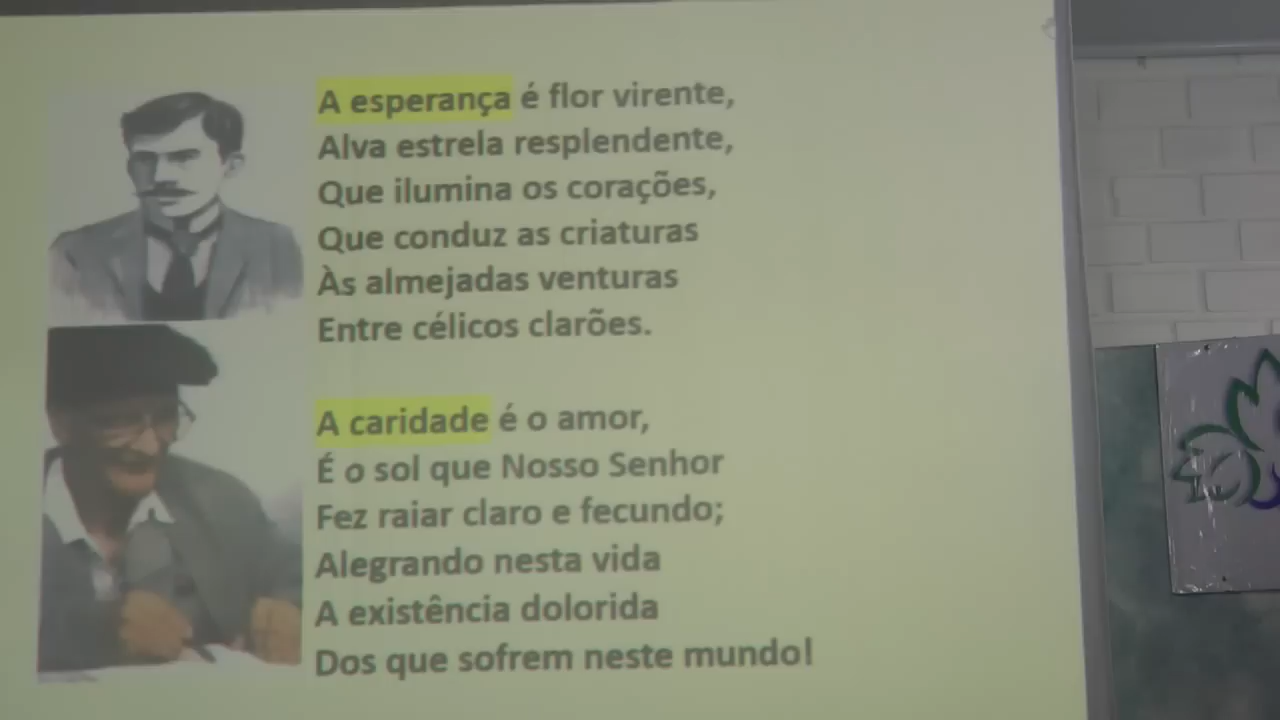 A esperança é flor virente,
Alva estrela resplendente,
Que ilumina os corações,
Que conduz as criaturas
Às almejadas venturas
Entre célicos clarões.
A caridade é o amor,
É o sol que Nosso Senhor
Fez raiar claro e fecundo;
Alegrando nesta vida
A existência dolorida
Dos que sofrem neste mundo!